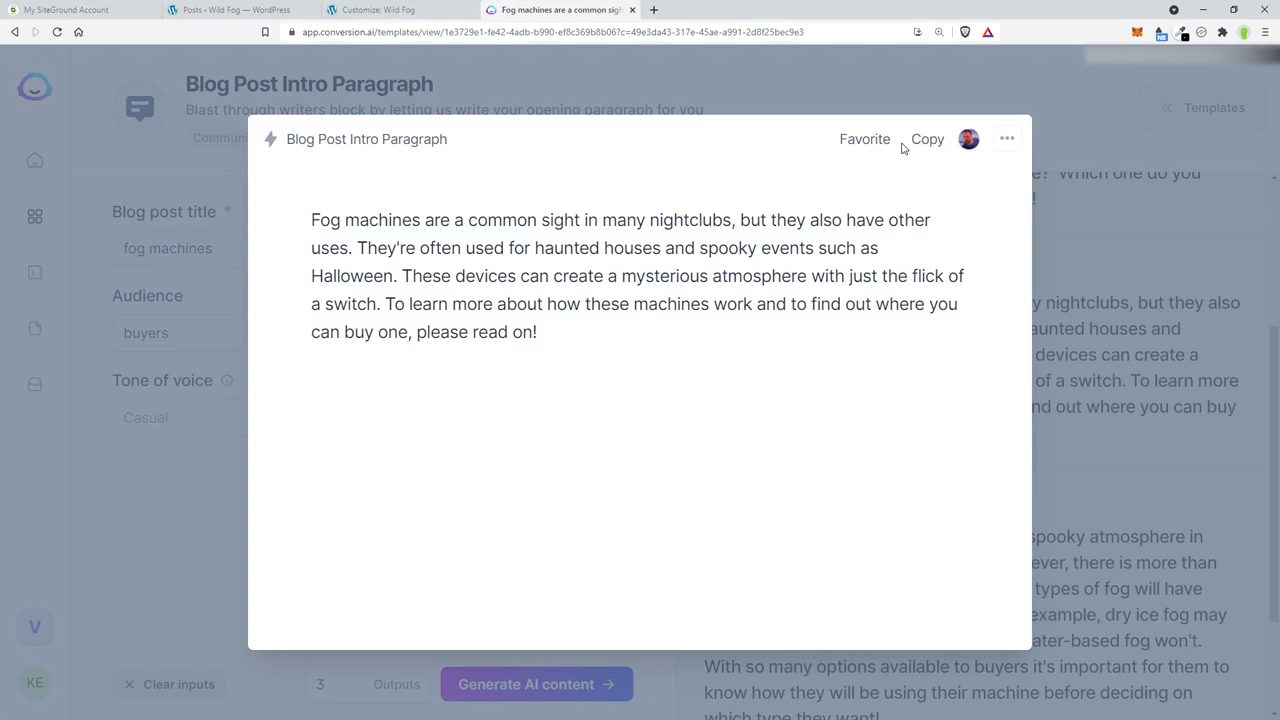 My SiteGround Account
Posts ‹ Wild Fog — WordPress
Customize: Wild Fog
Fog machines are a common sigh
app.conversion.ai/templates/view/1e3729e1-fe42-4adb-b990-ef8c369b8b06?c=49e3da43-317e-45ae-a991-2d8f25bec9e3
Blog Post Intro Paragraph
Blast through writers block by letting us write your opening paragraph for you
Communi
Templates
Blog Post Intro Paragraph
Favorite
Copy
e? Which one do you
!
Blog post title *
fog machines
Audience
buyers
Tone of voice
Casual
Fog machines are a common sight in many nightclubs, but they also have other
uses. They're often used for haunted houses and spooky events such as
Halloween. These devices can create a mysterious atmosphere with just the flick of
a switch. To learn more about how these machines work and to find out where you
can buy one, please read on!
y nightclubs, but they also
aunted houses and
devices can create a
of a switch. To learn more
nd out where you can buy
spooky atmosphere in
ever, there is more than
types of fog will have
example, dry ice fog may
ater-based fog won't.
With so many options available to buyers it's important for them to
know how they will be using their machine before deciding on
which type they want!
V
KE
Clear inputs
3
Outputs
Generate AI content